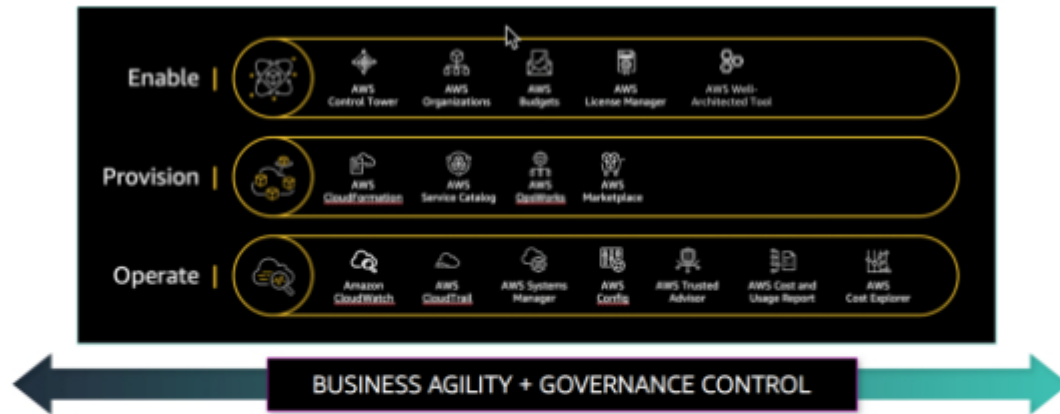 Enable
AWS Control Tower
AWS Organizations
AWS Budgets
AWS License Manager
AWS Well-Architected Tool
Provision
AWS CloudFormation
AWS Service Catalog
AWS OpsWorks
AWS Marketplace
Operate
Amazon CloudWatch
AWS CloudTrail
AWS Systems Manager
AWS Config
AWS Trusted Advisor
AWS Cost and Usage Report
AWS Cost Explorer
BUSINESS AGILITY + GOVERNANCE CONTROL